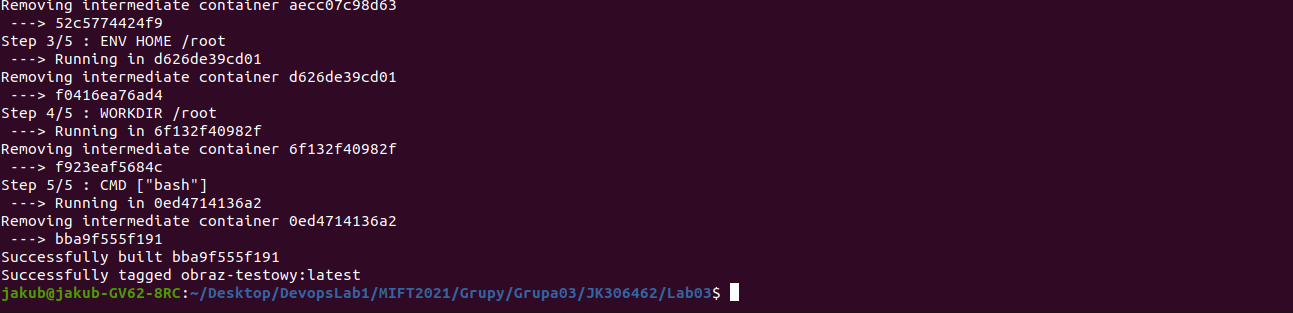 Removing intermediate container aecc07c98d63
 ---> 52c5774424f9
Step 3/5 : ENV HOME /root
 ---> Running in d626de39cd01
Removing intermediate container d626de39cd01
 ---> f0416ea76ad4
Step 4/5 : WORKDIR /root
 ---> Running in 6f132f40982f
Removing intermediate container 6f132f40982f
 ---> f923eaf5684c
Step 5/5 : CMD ["bash"]
 ---> Running in 0ed4714136a2
Removing intermediate container 0ed4714136a2
 ---> bba9f555f191
Successfully built bba9f555f191
Successfully tagged obraz-testowy:latest
jakub@jakub-GV62-8RC:~/Desktop/DevopsLab1/MIFT2021/Grupy/Grupa03/JK306462/Lab03$